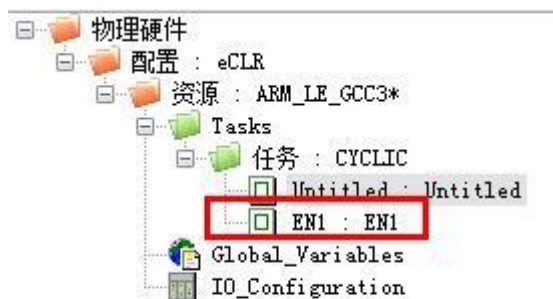 物理硬件
配置 : eCLR
资源 : ARM_LE_GCC3*
Tasks
任务 : CYCLIC
Untitled : Untitled
EN1 : EN1
Global_Variables
IO_Configuration